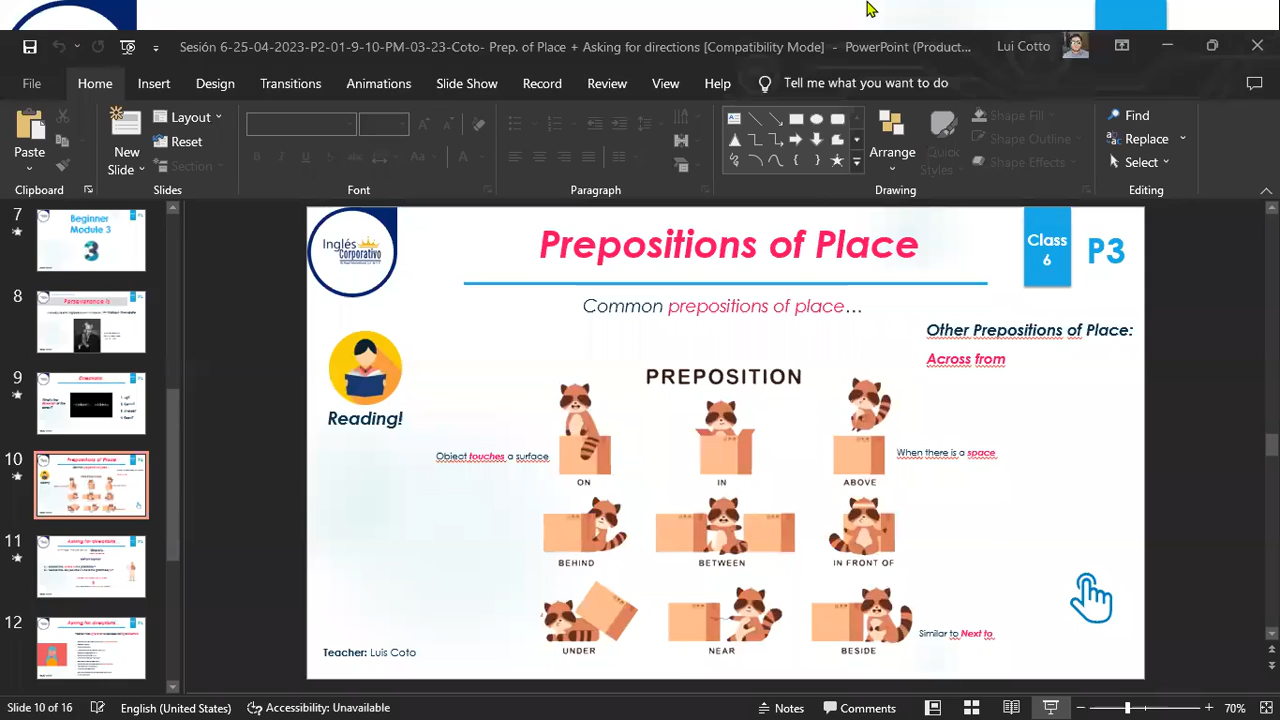 Sesión 6-25-04-2023-P2-01-9-11-PM-03-23-Coto- Prep. of Place + Asking for directions [Compatibility Mode] - PowerPoint (Produc...
Lui Cotto
File Home Insert Design Transitions Animations Slide Show Record Review View Help Tell me what you want to do
Paste
New
Slide
Layout
Reset
Section
Arrange
Quick
Styles
Shape Fill
Shape Outline
Shape Effects
Find
Replace
Select
Clipboard
Slides
Font
Paragraph
Drawing
Editing
7
Beginner
Module 3
3
8
Perseverance is
9
10
Prepositions of Place
11
Asking for directions
12
Asking for directions
Inglés
Corporativo
Prepositions of Place
Class
6
P3
Common prepositions of place…
Other Prepositions of Place:
Across from
Reading!
PREPOSITION
Object touches a surface
When there is a space
ON
IN
ABOVE
BEHIND
BETWEEN
IN FRONT OF
UNDER
NEAR
BESIDE
Similar to Next to
Teacher: Luis Coto
Slide 10 of 16
English (United States)
Accessibility: Unavailable
Notes
Comments
70%